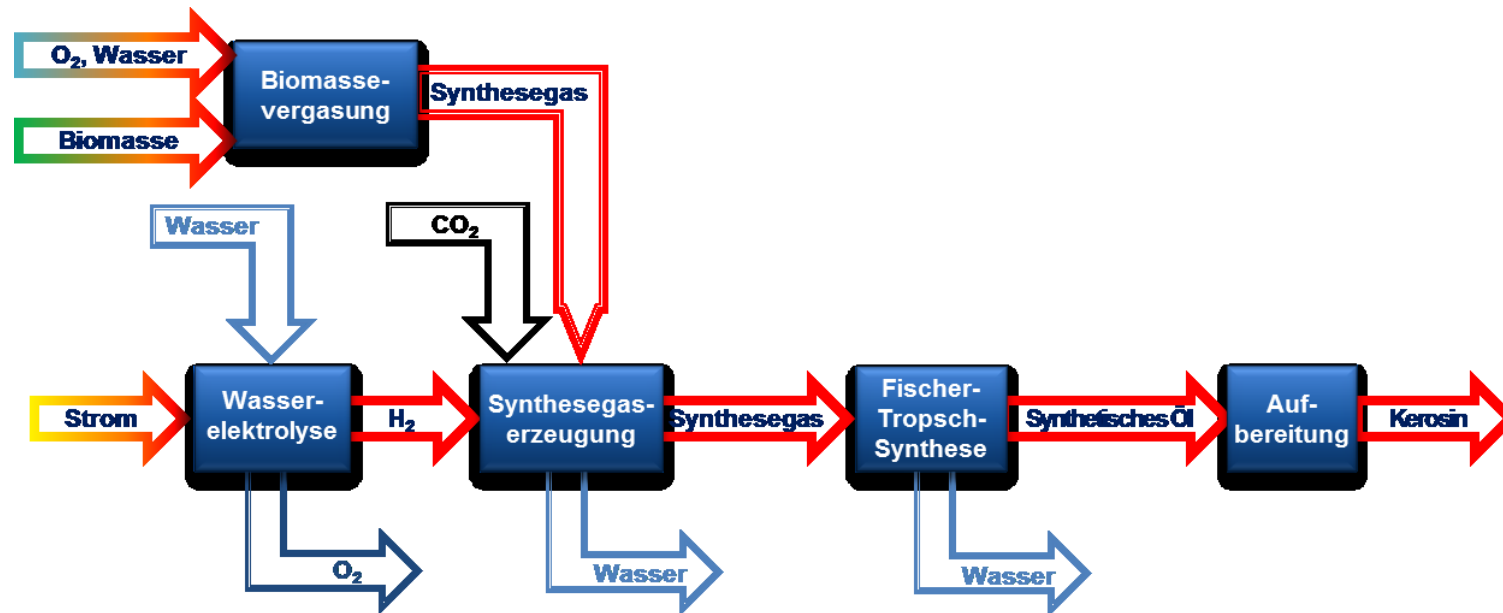 O₂, Wasser
Biomasse-
vergasung
Synthesegas
Biomasse
Wasser
CO₂
Strom
Wasser-
elektrolyse
H₂
Synthesegas-
erzeugung
Synthesegas
Fischer-
Tropsch-
Synthese
Synthetisches Öl
Auf-
bereitung
Kerosin
O₂
Wasser
Wasser